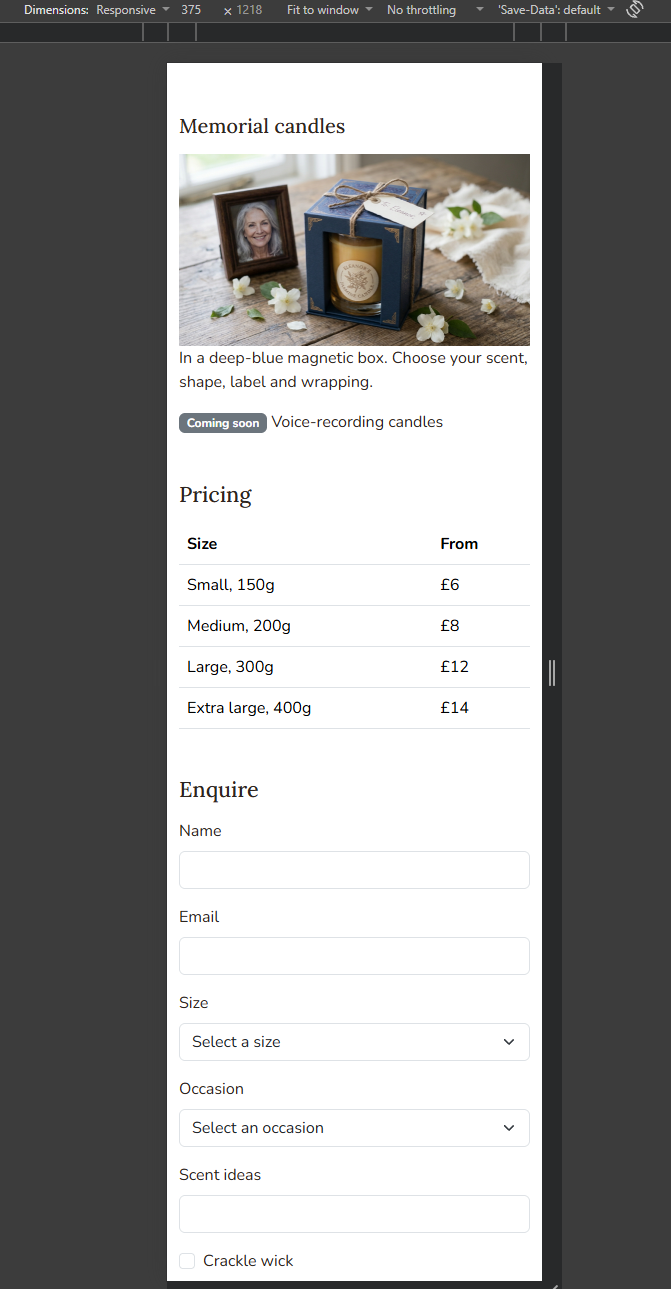 Dimensions: Responsive 375 × 1218 Fit to window No throttling 'Save-Data': default
Memorial candles
In a deep-blue magnetic box. Choose your scent,
shape, label and wrapping.
Coming soon Voice-recording candles
Pricing
Size From
Small, 150g £6
Medium, 200g £8
Large, 300g £12
Extra large, 400g £14
Enquire
Name
Email
Size
Select a size
Occasion
Select an occasion
Scent ideas
Crackle wick